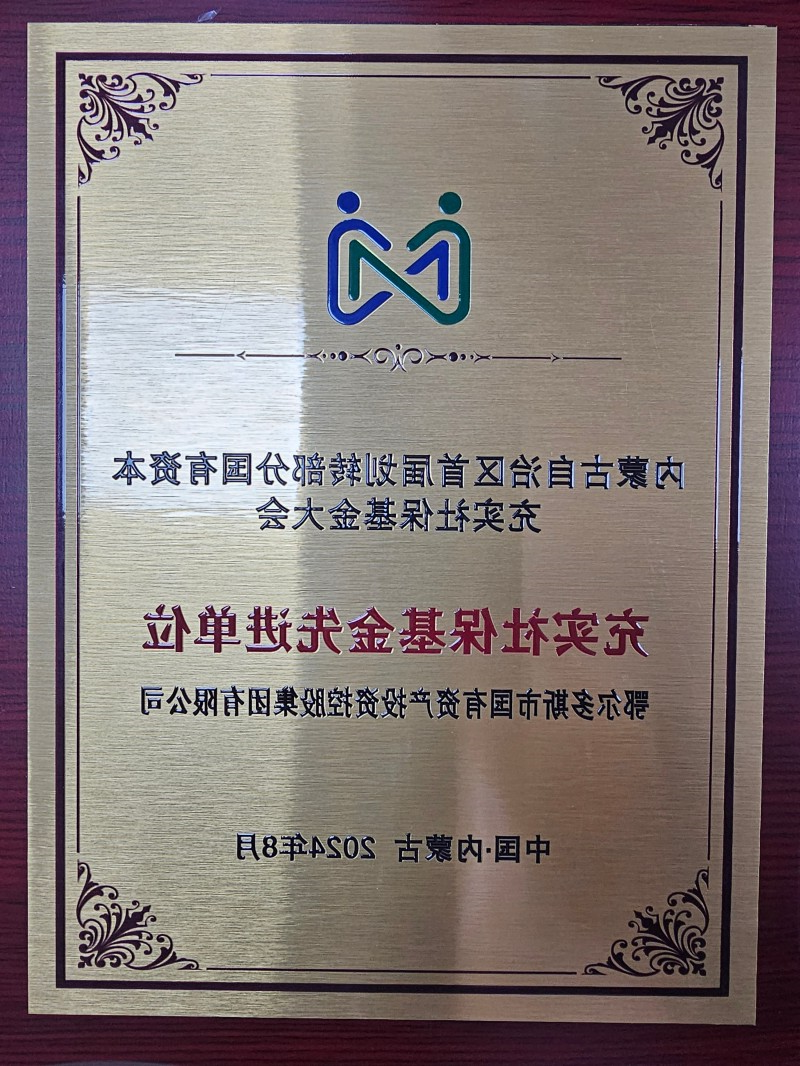 内蒙古自治区首届划转部分国有资本
充实社保基金大会
充实社保基金先进单位
鄂尔多斯市国有资产投资控股集团有限公司
中国·内蒙古 2024年8月